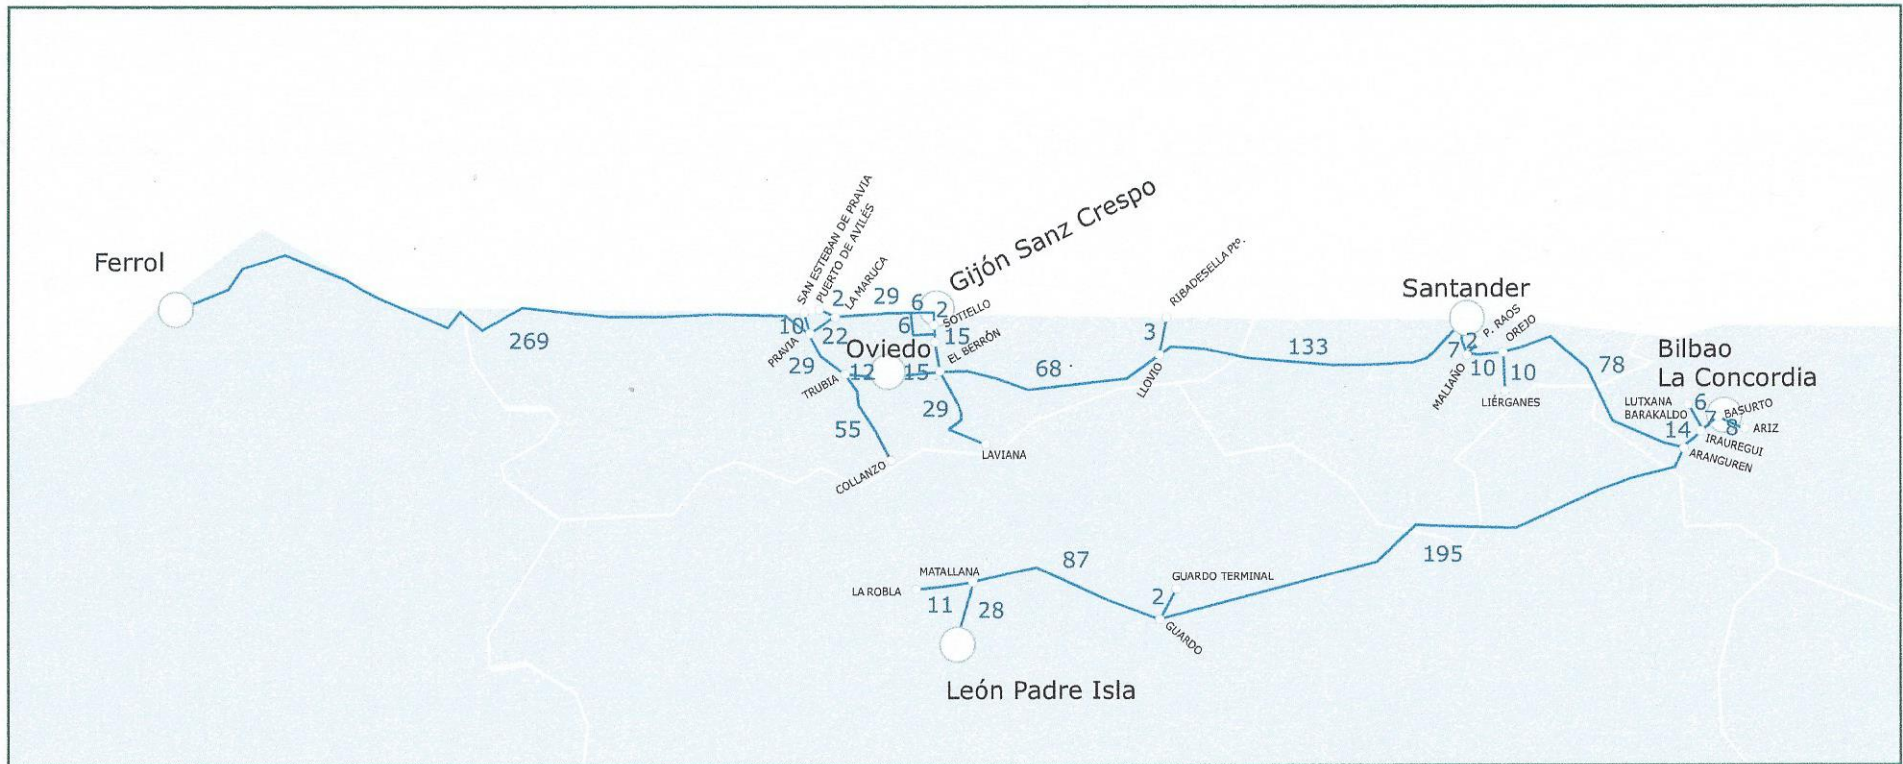 SAN ESTEBAN DE PRAVIA
PUERTO DE AVILÉS
LA MARUCA
Gijón Sanz Crespo
RIBADESELLA Pto.
Ferrol
269
10
2
22
29
6
2
6
SOTIELLO
15
EL BERRÓN
PRAVIA
29
Oviedo
TRUBIA
12
15
68
3
LLOVIO
133
Santander
2
P. RAOS
OREJO
7
10
10
MALIAÑO
LIÉRGANES
78
Bilbao
La Concordia
LUTXANA
BARAKALDO
6
7
BASURTO
8
ARIZ
14
IRAUREGUI
ARANGUREN
55
29
COLLANZO
LAVIANA
195
87
MATALLANA
LA ROBLA
11
28
2
GUARDO TERMINAL
GUARDO
León Padre Isla